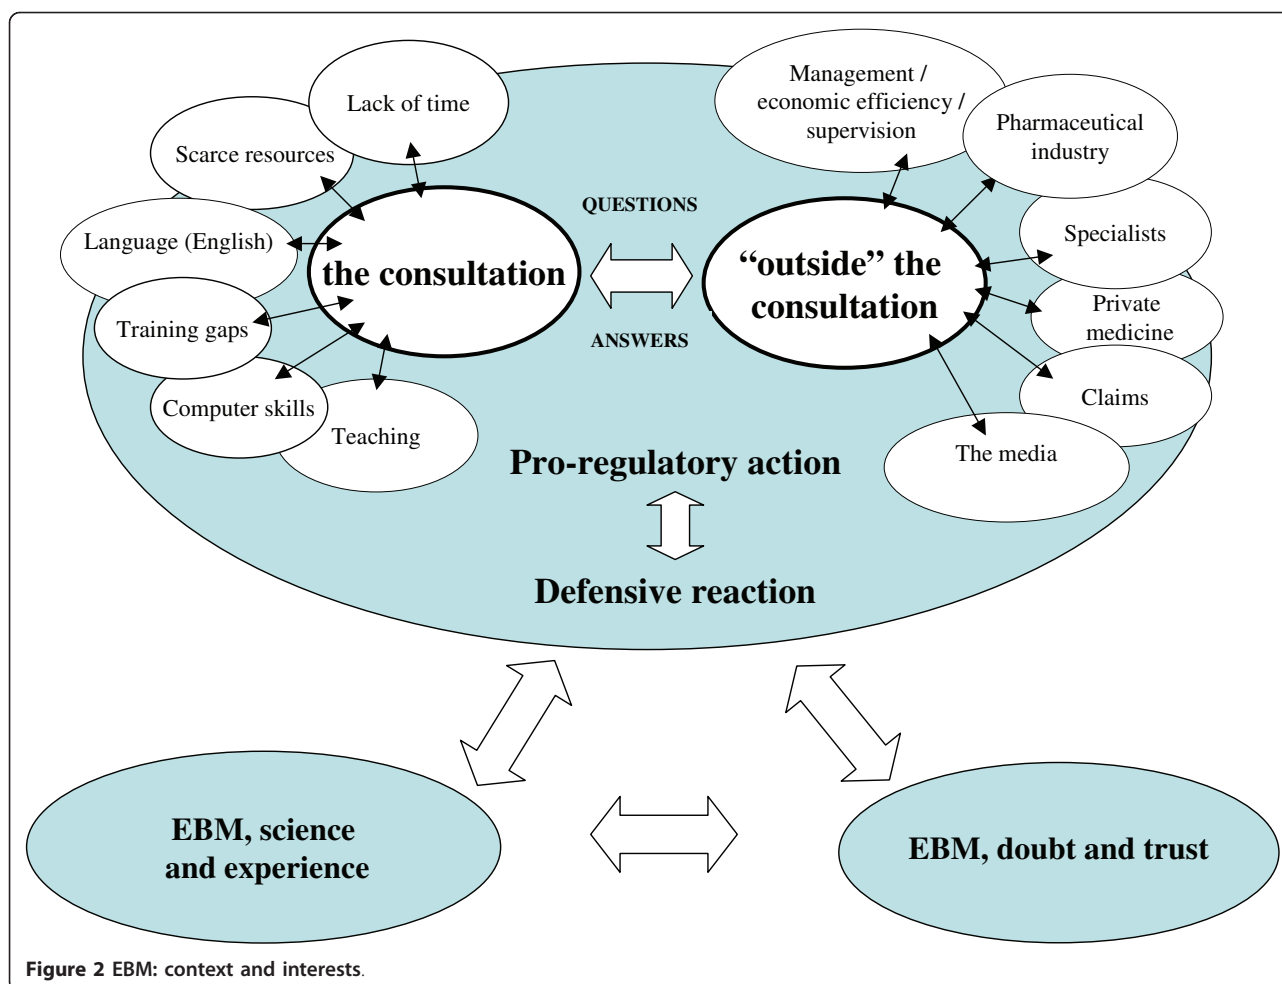 Lack of time
Scarce resources
Language (English)
Training gaps
Computer skills
Teaching
the consultation
QUESTIONS
ANSWERS
Management /
economic efficiency /
supervision
Pharmaceutical
industry
Specialists
Private
medicine
Claims
The media
“outside” the
consultation
Pro-regulatory action
Defensive reaction
EBM, science
and experience
EBM, doubt and trust
Figure 2 EBM: context and interests.